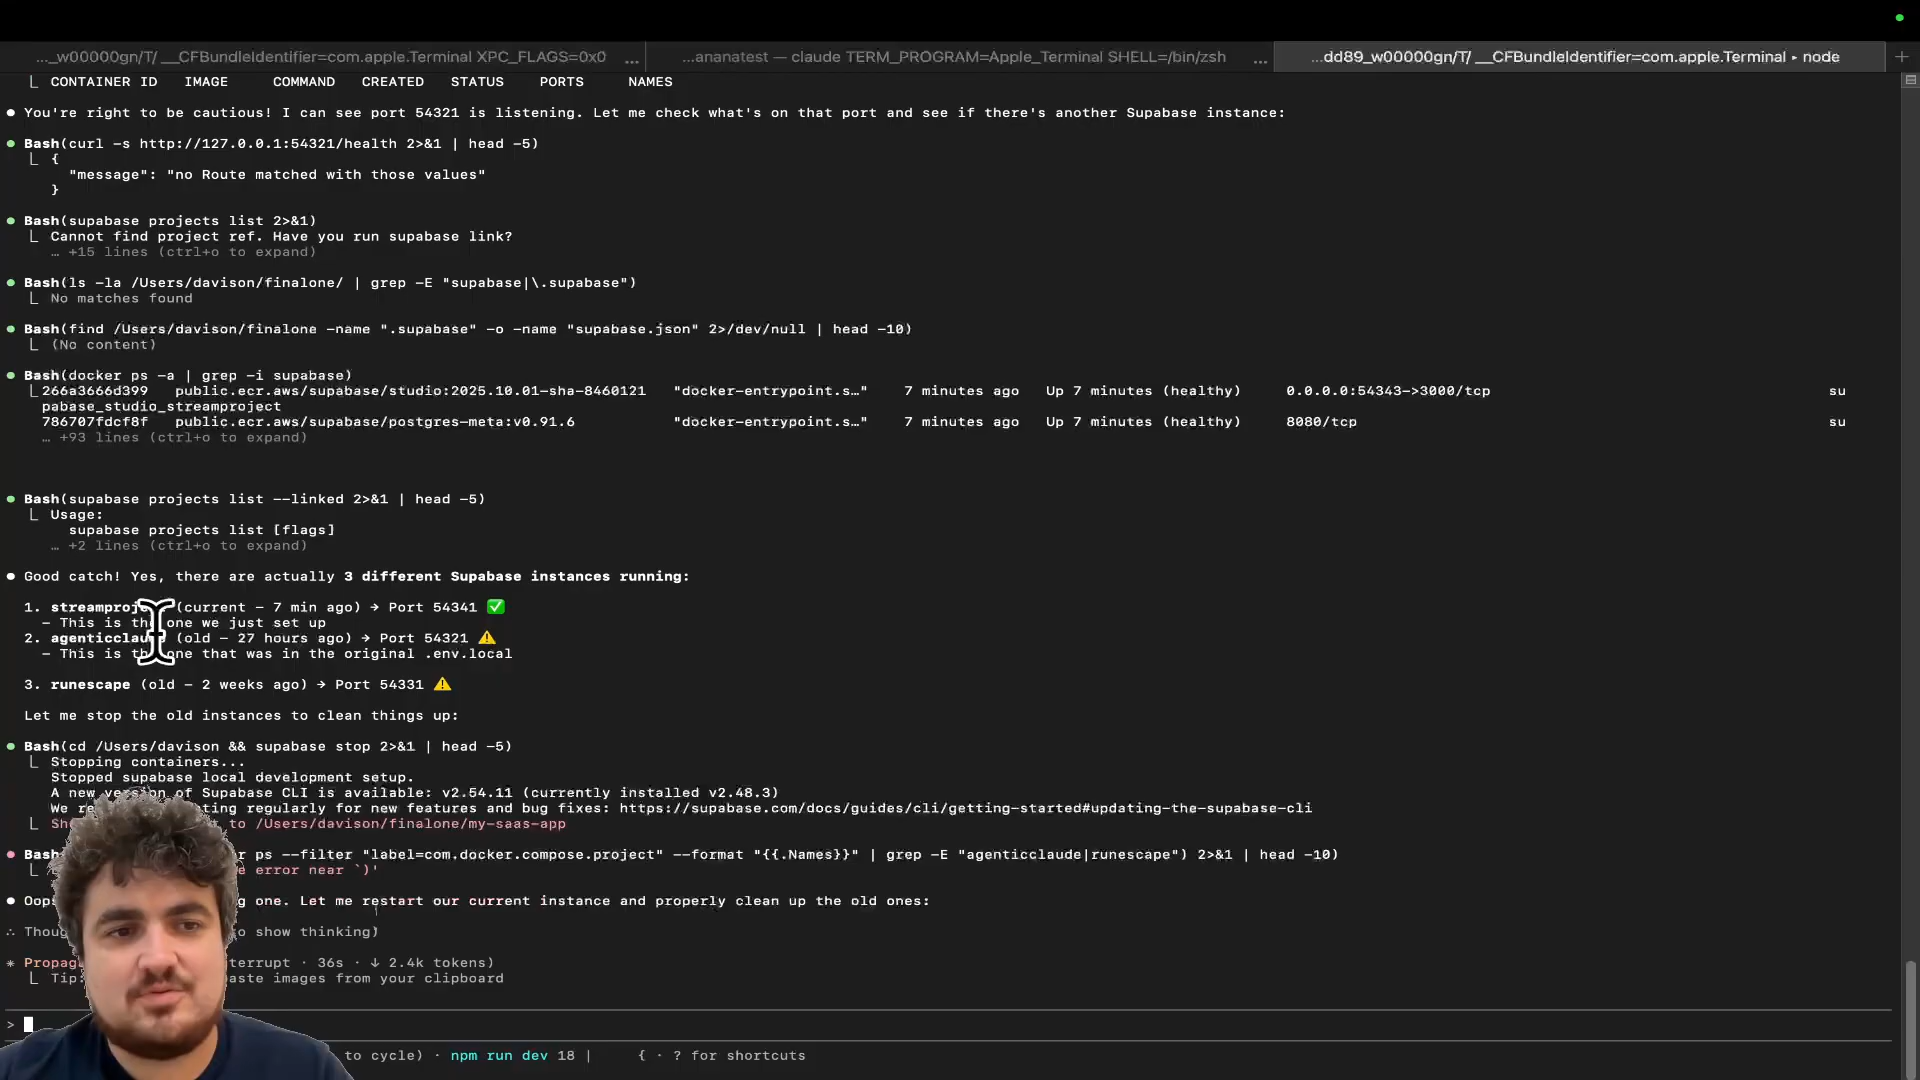 ..._w00000gn/T/ __CFBundleIdentifier=com.apple.Terminal XPC_FLAGS=0x0 ...
...ananatest — claude TERM_PROGRAM=Apple_Terminal SHELL=/bin/zsh ...
...dd89_w00000gn/T/ __CFBundleIdentifier=com.apple.Terminal ▸ node
CONTAINER ID IMAGE COMMAND CREATED STATUS PORTS NAMES
You're right to be cautious! I can see port 54321 is listening. Let me check what's on that port and see if there's another Supabase instance:
Bash(curl -s http://127.0.0.1:54321/health 2>&1 | head -5)
{
"message": "no Route matched with those values"
}
Bash(supabase projects list 2>&1)
Cannot find project ref. Have you run supabase link?
… +15 lines (ctrl+o to expand)
Bash(ls -la /Users/davison/finalone/ | grep -E "supabase|\.supabase")
No matches found
Bash(find /Users/davison/finalone -name ".supabase" -o -name "supabase.json" 2>/dev/null | head -10)
(No content)
Bash(docker ps -a | grep -i supabase)
266a3666d399 public.ecr.aws/supabase/studio:2025.10.01-sha-8460121 "docker-entrypoint.s…" 7 minutes ago Up 7 minutes (healthy) 0.0.0.0:54343->3000/tcp su
pabase_studio_streamproject
786707fdcf8f public.ecr.aws/supabase/postgres-meta:v0.91.6 "docker-entrypoint.s…" 7 minutes ago Up 7 minutes (healthy) 8080/tcp su
… +93 lines (ctrl+o to expand)
Bash(supabase projects list --linked 2>&1 | head -5)
Usage:
supabase projects list [flags]
… +2 lines (ctrl+o to expand)
Good catch! Yes, there are actually 3 different Supabase instances running:
1. (current - 7 min ago) → Port 54341 ✅
- This is the one we just set up
2. agenticclaude (old - 27 hours ago) → Port 54321 ⚠️
- This is the one that was in the original .env.local
3. runescape (old - 2 weeks ago) → Port 54331 ⚠️
Let me stop the old instances to clean things up:
Bash(cd /Users/davison && supabase stop 2>&1 | head -5)
Stopping containers...
Stopped supabase local development setup.
A new version of Supabase CLI is available: v2.54.11 (currently installed v2.48.3)
We regularly for new features and bug fixes: https://supabase.com/docs/guides/cli/getting-started#updating-the-supabase-cli
to /Users/davison/finalone/my-saas-app
ps --filter "label=com.docker.compose.project" --format "{{.Names}}" | grep -E "agenticclaude|runescape") 2>&1 | head -10)
error near `)'
one. Let me restart our current instance and properly clean up the old ones:
to show thinking)
· 36s · ↓ 2.4k tokens)
Tip: images from your clipboard
>
to cycle) · npm run dev 18 | { · ? for shortcuts